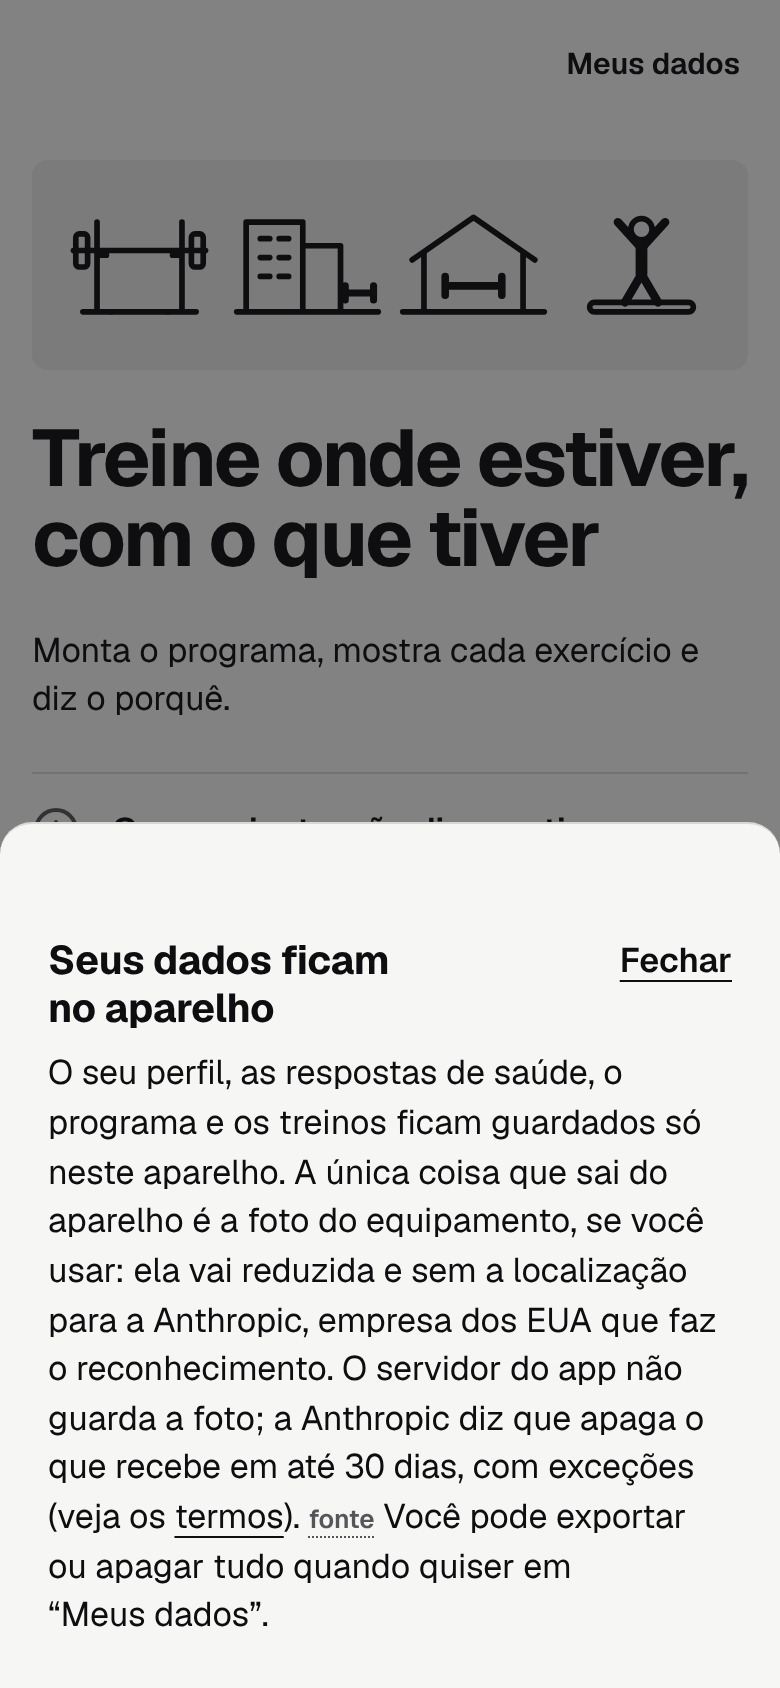 Meus dados
Treine onde estiver,
com o que tiver
Monta o programa, mostra cada exercício e
diz o porquê.
Seus dados ficam
no aparelho
Fechar
O seu perfil, as respostas de saúde, o
programa e os treinos ficam guardados só
neste aparelho. A única coisa que sai do
aparelho é a foto do equipamento, se você
usar: ela vai reduzida e sem a localização
para a Anthropic, empresa dos EUA que faz
o reconhecimento. O servidor do app não
guarda a foto; a Anthropic diz que apaga o
que recebe em até 30 dias, com exceções
(veja os termos). fonte Você pode exportar
ou apagar tudo quando quiser em
“Meus dados”.